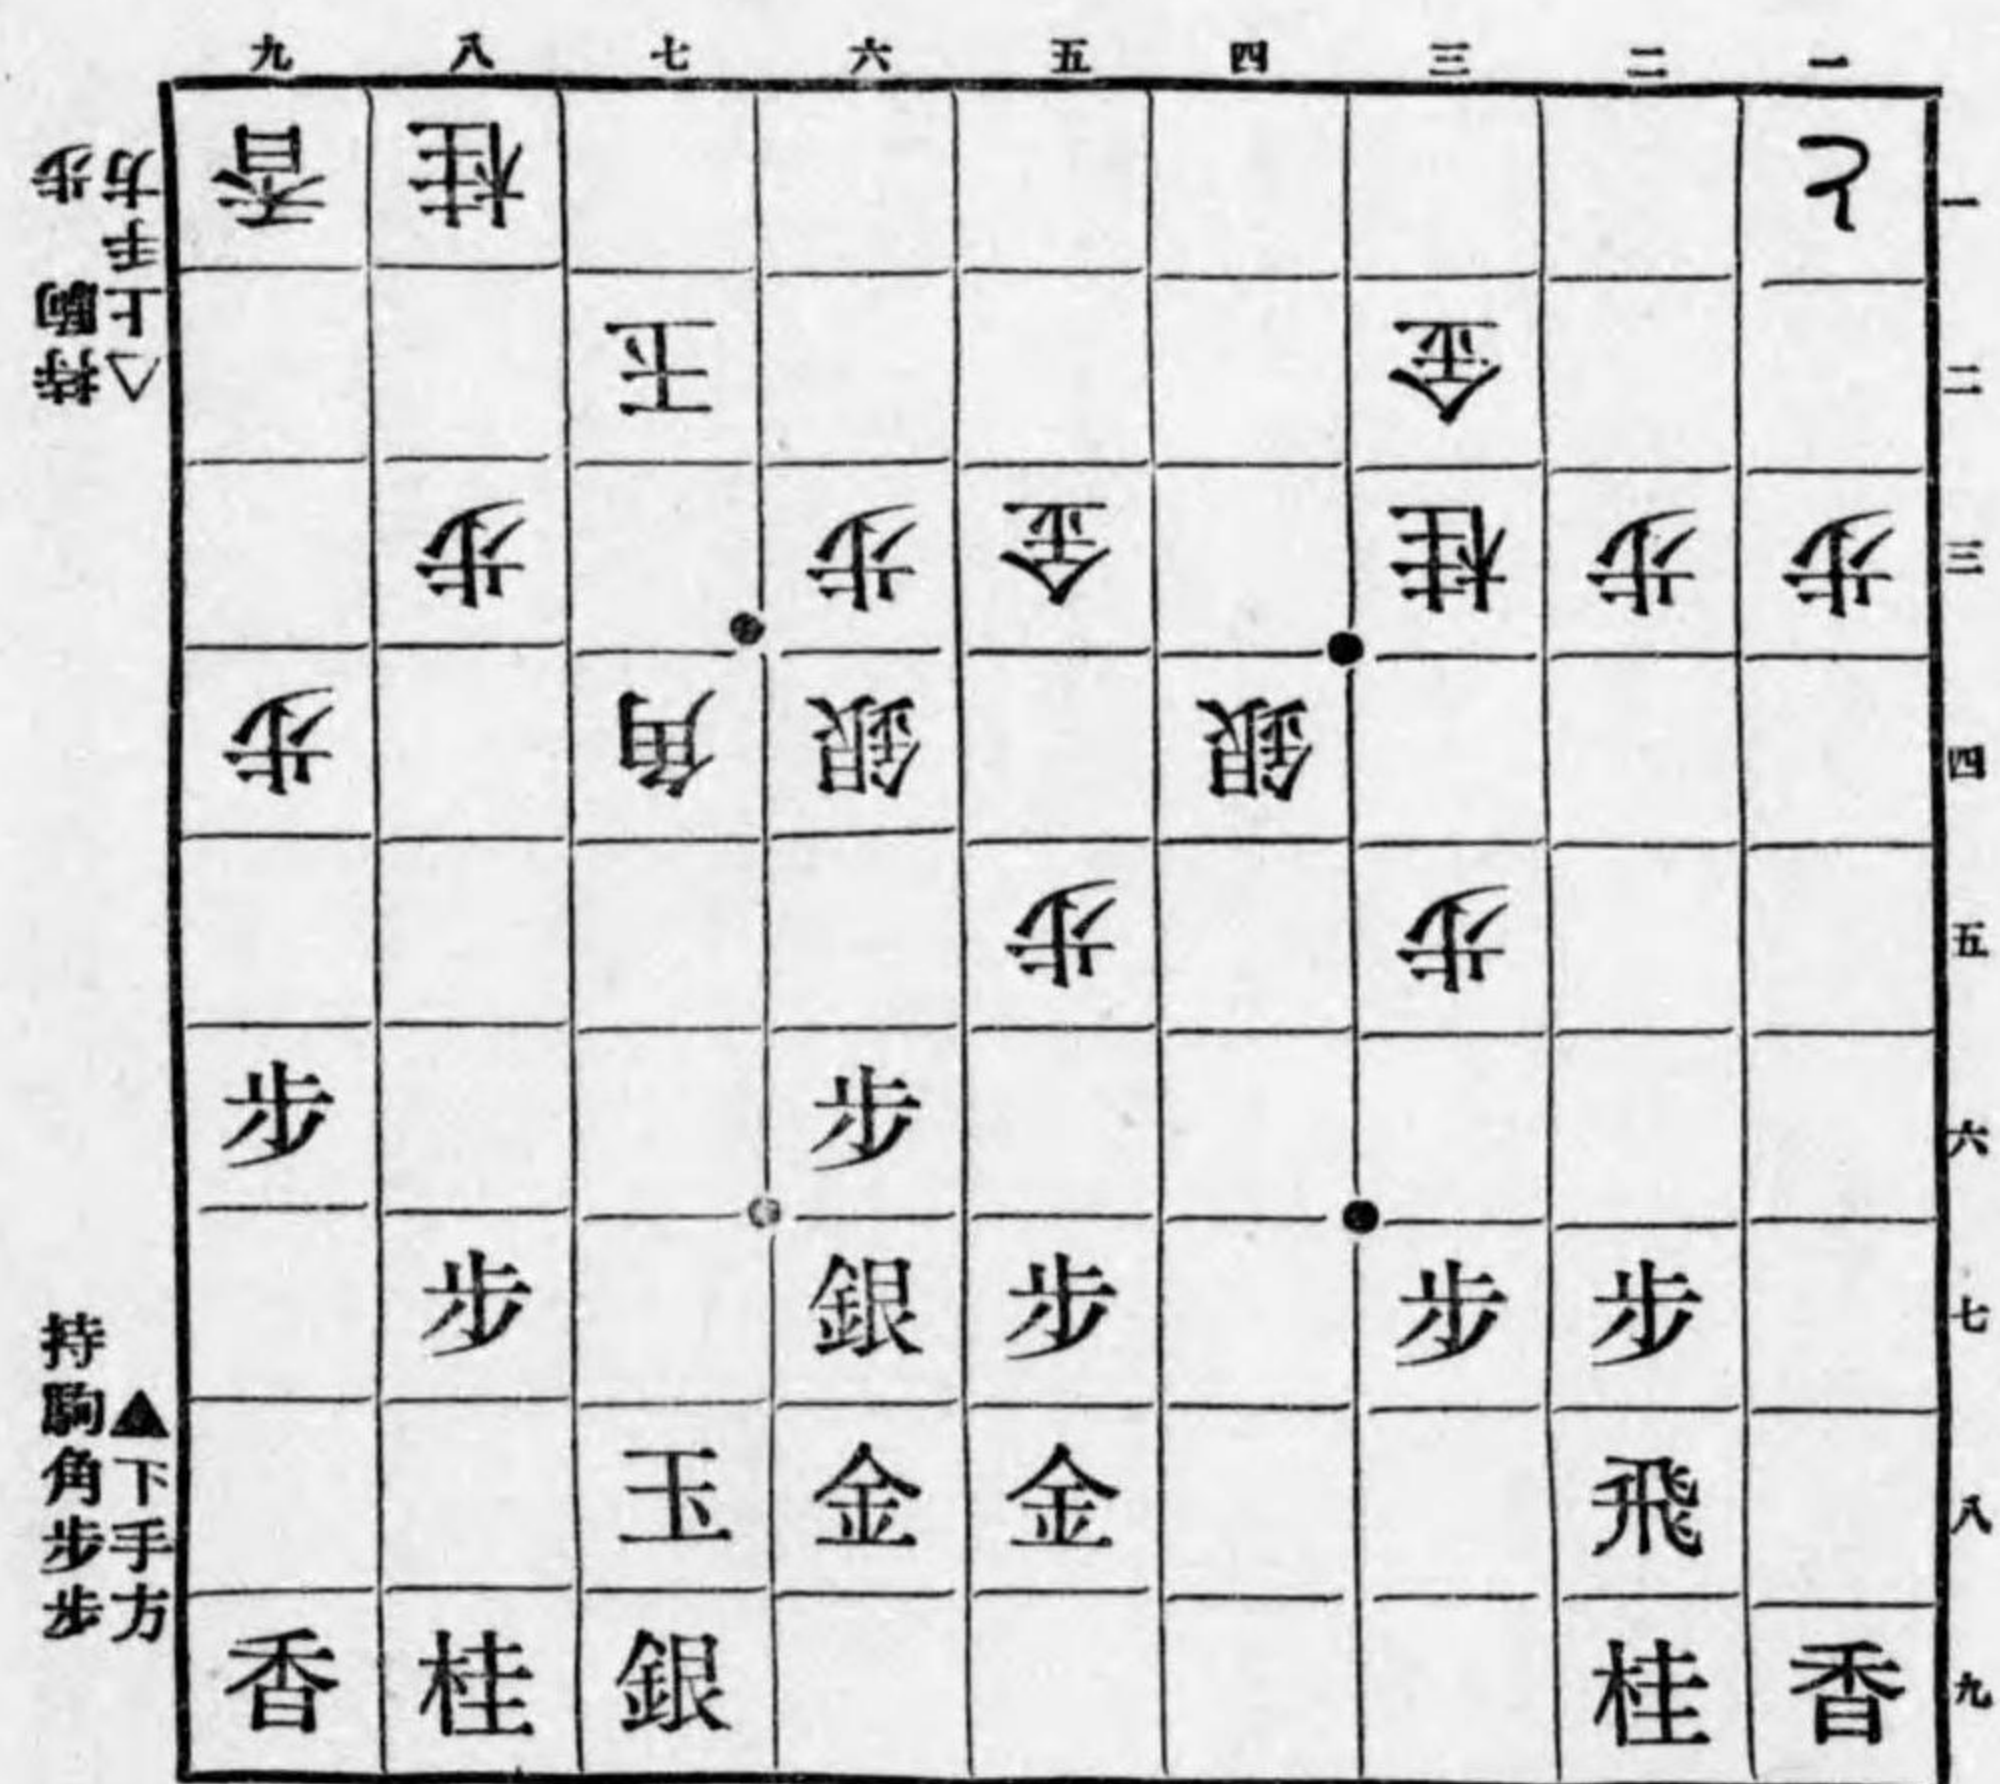 九 八 七 六 五 四 三 二 一
香 桂 と 一
玉 金 二
歩 歩 金 桂 歩 歩 三
歩 角 銀 銀 四
歩 歩 五
歩 歩 六
歩 銀 歩 歩 歩 七
玉 金 金 飛 八
香 桂 銀 桂 香 九
△上手方
持駒 歩
▲下手方
持駒角歩歩